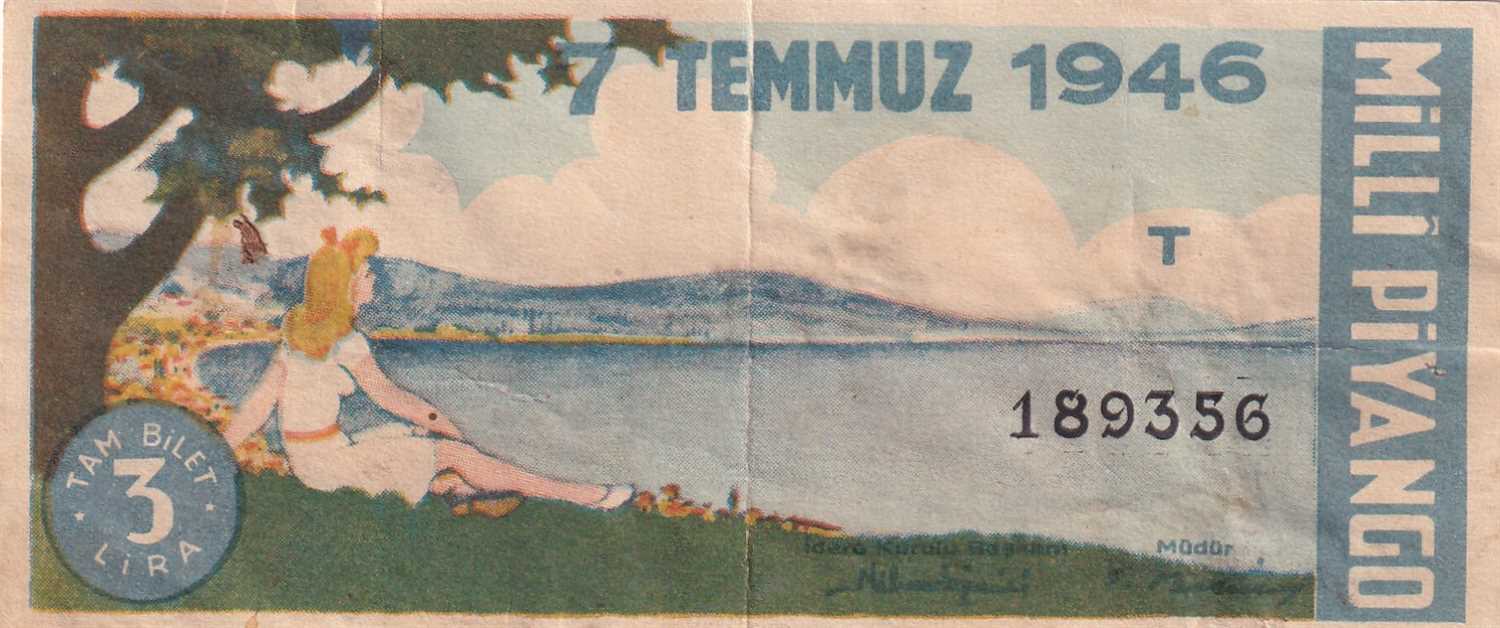 7 TEMMUZ 1946
MİLLİ PİYANGO
T
189356
TAM BİLET
3
LİRA
İdare Kurulu Başkanı
Müdür